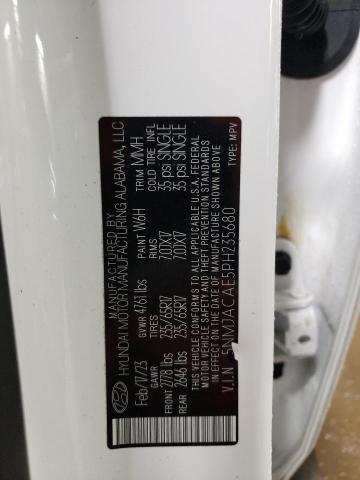 MANUFACTURED BY
HYUNDAI MOTOR MANUFACTURING ALABAMA, LLC
Feb/17/23 GVWR 4761 lbs PAINT W6H TRIM MMH
GAWR TIRES RIMS COLD TIRE INFL
FRONT 2778 lbs 235/65R17 7.0JX17 35 psi SINGLE
REAR 2646 lbs 235/65R17 7.0JX17 35 psi SINGLE
THIS VEHICLE CONFORMS TO ALL APPLICABLE U.S.A. FEDERAL
MOTOR VEHICLE SAFETY & THEFT PREVENTION STANDARDS
IN EFFECT ON THE DATE OF MANUFACTURE SHOWN ABOVE
V.I.N 5NMJACAE5PH235680 TYPE: MPV